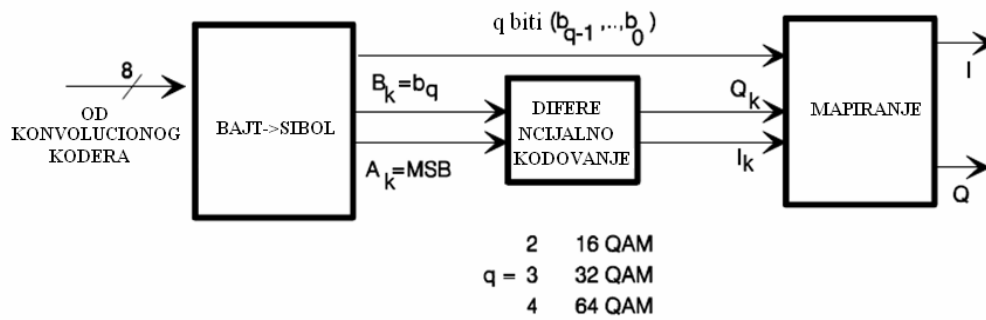 q biti (b_{q-1},..,b_0)
8
OD
KONVOLUCIONOG
KODERA
BAJT->SIBOL
B_k=b_q
A_k=MSB
DIFERE
NCIJALNO
KODOVANJE
Q_k
I_k
MAPIRANJE
I
Q
2 16 QAM
q = 3 32 QAM
4 64 QAM